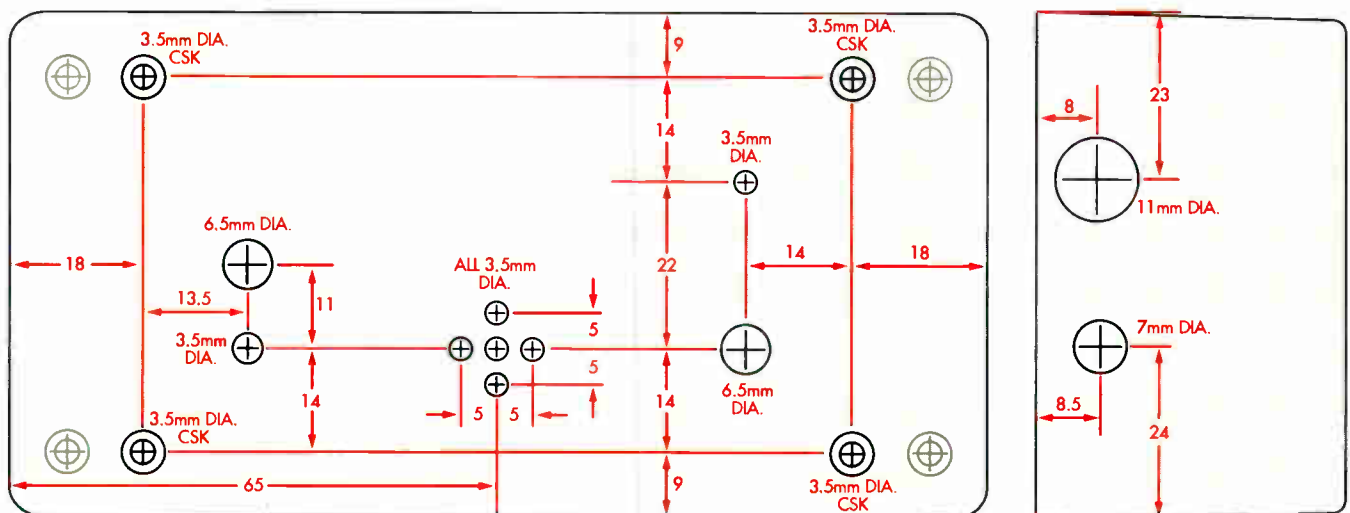 3.5mm DIA.
CSK
9
3.5mm DIA.
CSK
14
3.5mm
DIA.
6.5mm DIA.
18
13.5
11
ALL 3.5mm
DIA.
22
14
18
5
3.5mm
DIA.
5
14
5
5
14
6.5mm
DIA.
3.5mm DIA.
CSK
65
9
3.5mm DIA.
CSK
23
8
11mm DIA.
7mm DIA.
8.5
24